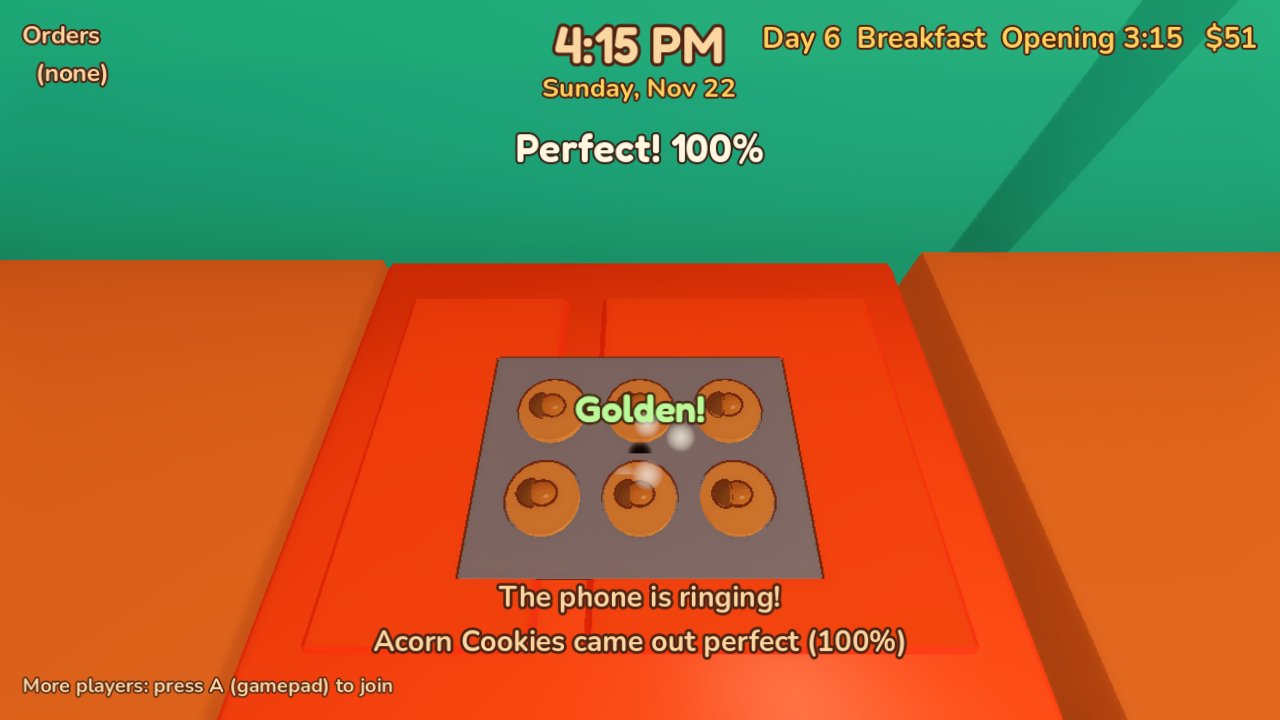 Orders
(none)
4:15 PM
Sunday, Nov 22
Day 6 Breakfast Opening 3:15 $51
Perfect! 100%
Golden!
The phone is ringing!
Acorn Cookies came out perfect (100%)
More players: press A (gamepad) to join